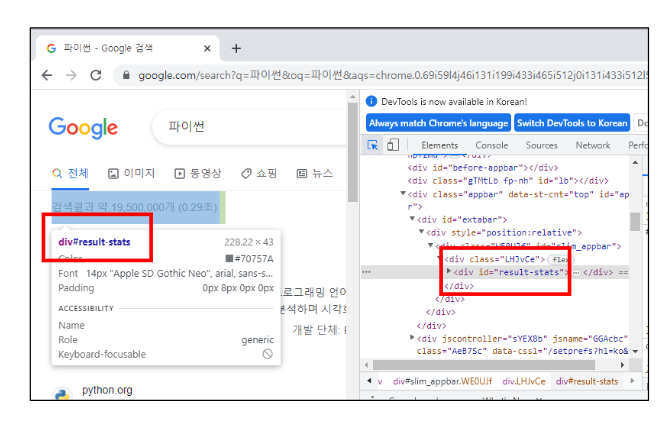 파이썬 - Google 검색
google.com/search?q=파이썬&oq=파이썬&aqs=chrome.0.69i59l4j46i131i199i433i465i512j0i131i433i512l5
DevTools is now available in Korean!
Always match Chrome's language
Switch DevTools to Korean
Google
파이썬
Elements
Console
Sources
Network
전체
이미지
동영상
쇼핑
뉴스
<div id="before-appbar"></div>
<div class="gTMtLb fp-nh" id="lb"></div>
<div class="appbar" data-st-cnt="top" id="ap
r">
<div id="extabar">
<div style="position:relative">
<div class="WE0UJf" id="slim_appbar">
<div class="LHJvCe">
flex
<div id="result-stats"> … </div> ==
</div>
</div>
</div>
</div>
<div jscontroller="sYEX8b" jsname="GGAcbc"
class="AeB7Sc" data-cssl="/setprefs?hl=ko&
검색결과 약 19,500,000개 (0.29초)
div#result-stats
228.22 × 43
Color
#70757A
Font
14px "Apple SD Gothic Neo", arial, sans-s...
Padding
0px 8px 0px 0px
ACCESSIBILITY
Name
Role
generic
Keyboard-focusable
로그래밍 언어
개발 단체:
python.org
div#slim_appbar.WE0UJf
div.LHJvCe
div#result-stats